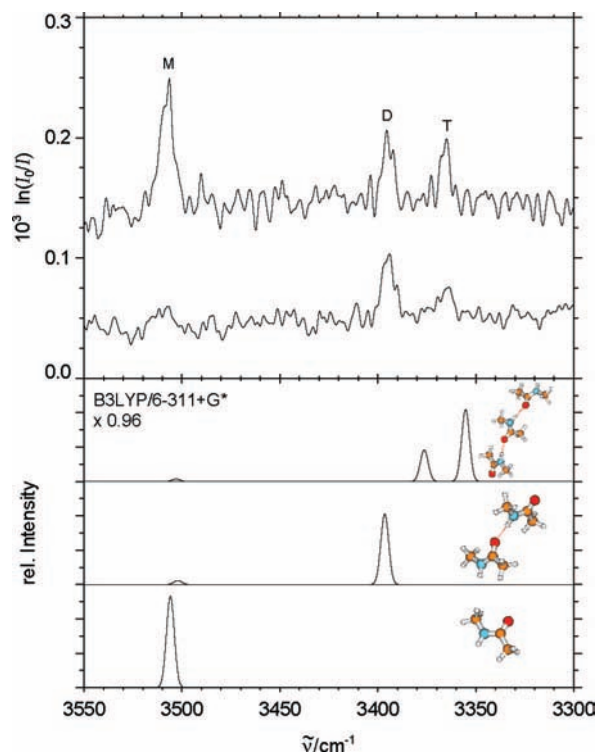 0.3
M
D
T
0.2
10³ ln(I₀/I)
0.1
0.0
B3LYP/6-311+G*
x 0.96
rel. Intensity
3550 3500 3450 3400 3350 3300
ṽ/cm⁻¹